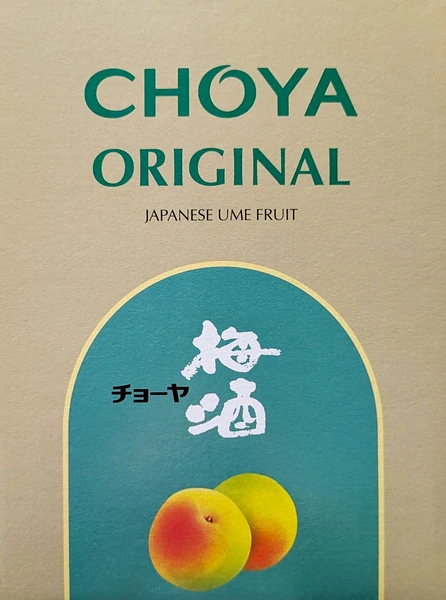 CHOYA
ORIGINAL
JAPANESE UME FRUIT
チョーヤ
梅酒